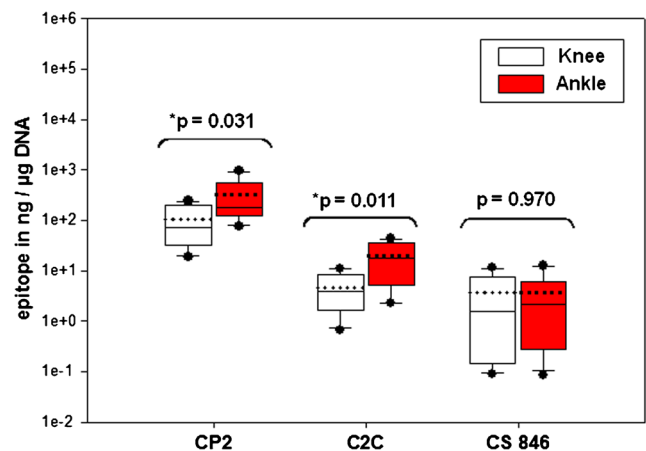 1e+6
1e+5
1e+4
1e+3
1e+2
1e+1
1e+0
1e-1
1e-2
epitope in ng / µg DNA
Knee
Ankle
*p = 0.031
*p = 0.011
p = 0.970
CP2 C2C CS 846